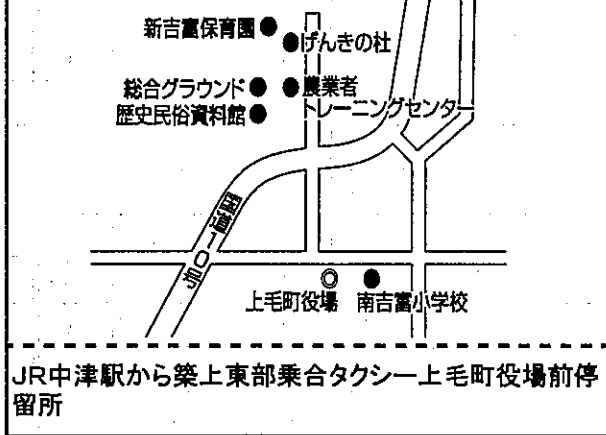 新吉富保育園
げんきの杜
総合グラウンド
農業者
トレーニングセンター
歴史民俗資料館
国道10号
上毛町役場
南吉富小学校
JR中津駅から築上東部乗合タクシー上毛町役場前停
留所